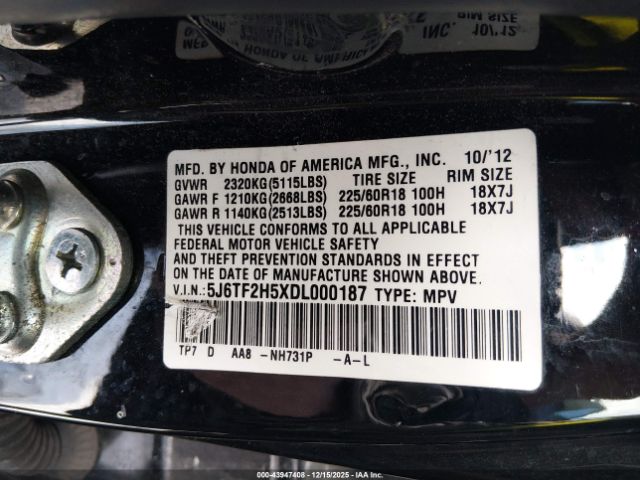 MFD. BY HONDA OF AMERICA MFG., INC. 10/'12
GVWR 2320KG(5115LBS) TIRE SIZE RIM SIZE
GAWR F 1210KG(2668LBS) 225/60R18 100H 18X7J
GAWR R 1140KG(2513LBS) 225/60R18 100H 18X7J
THIS VEHICLE CONFORMS TO ALL APPLICABLE
FEDERAL MOTOR VEHICLE SAFETY
AND THEFT PREVENTION STANDARDS IN EFFECT
ON THE DATE OF MANUFACTURE SHOWN ABOVE.
V.I.N.:5J6TF2H5XDL000187 TYPE: MPV
TP7 D AA8 -NH731P -A-L
Stock #: 43947408 | 12/15/2025 | © IAA, Inc.